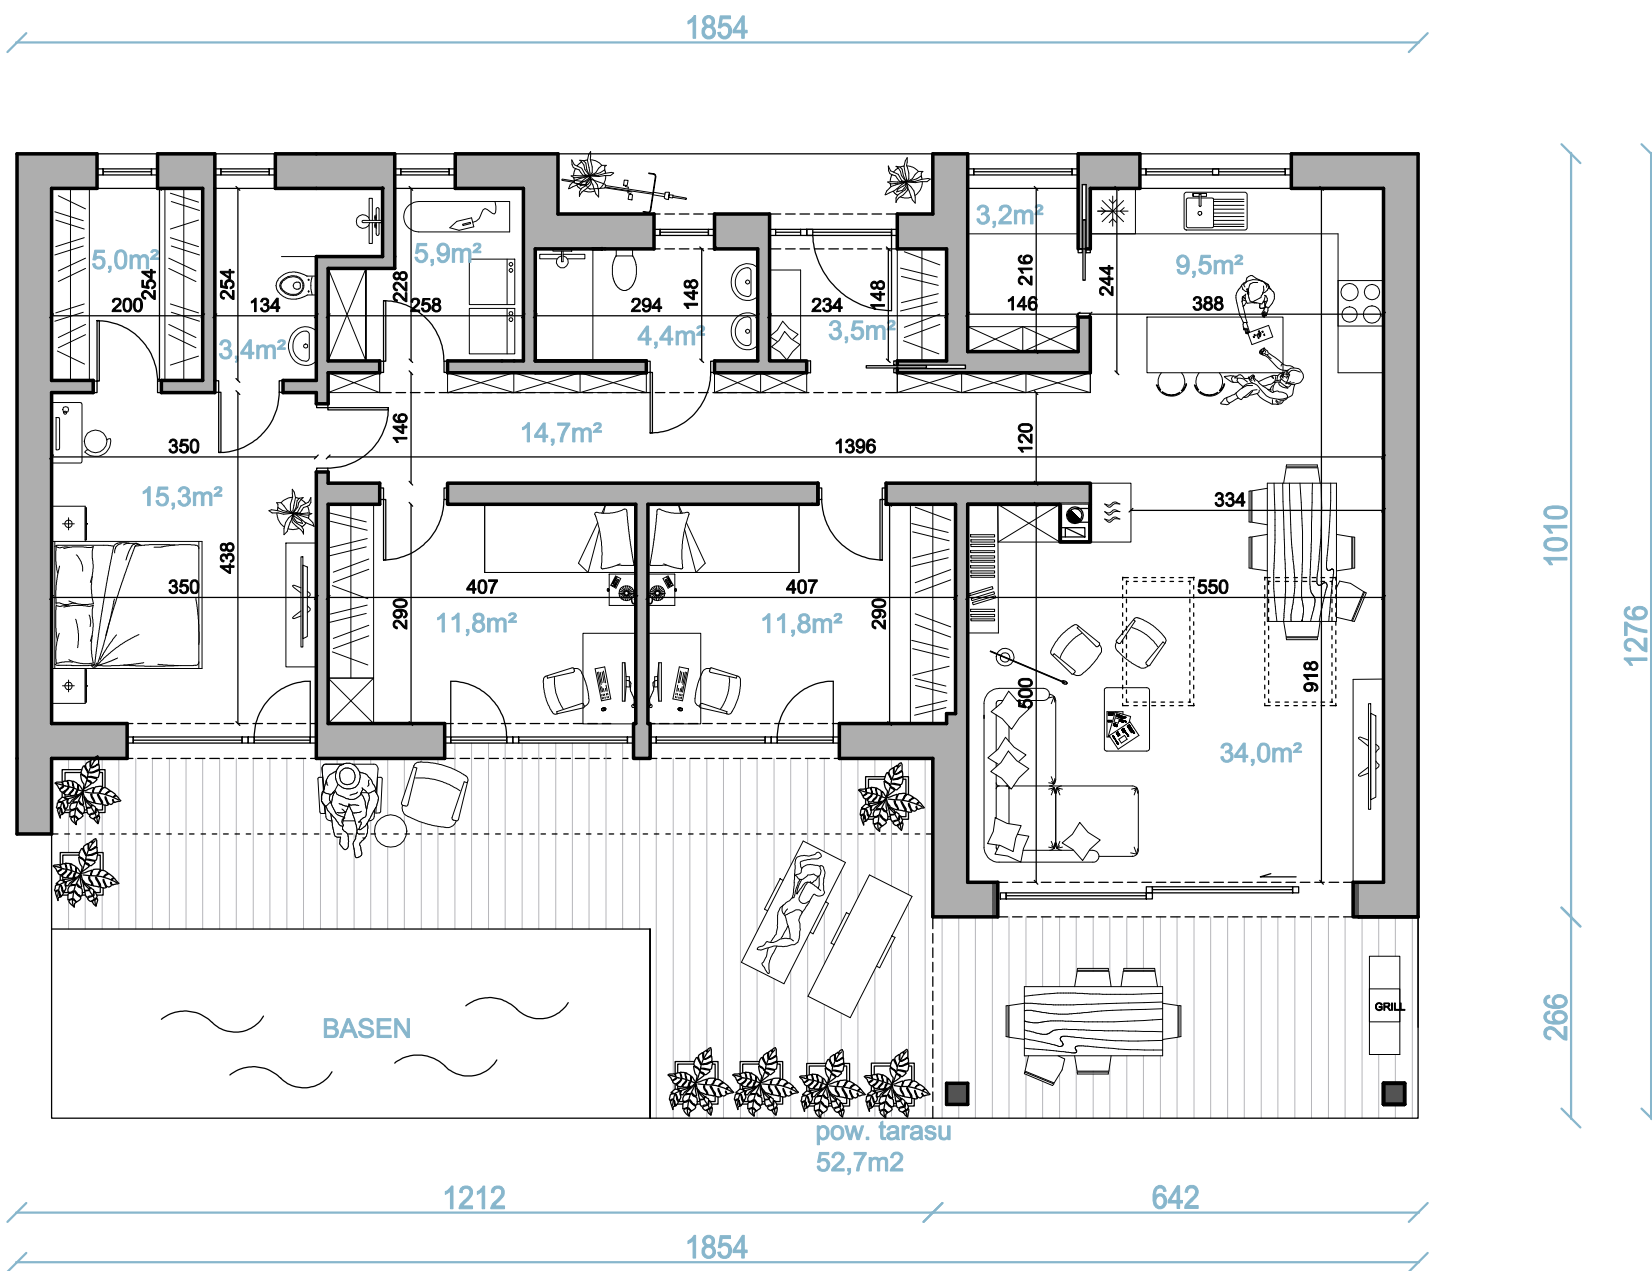 1854
3,2m²
5,0m²
5,9m²
9,5m²
254
254
228
148
148
216
244
200
134
258
294
234
146
388
3,4m²
4,4m²
3,5m²
350
146
14,7m²
1396
120
15,3m²
334
438
350
407
407
550
290
11,8m²
11,8m²
290
500
918
34,0m²
1010
1276
BASEN
GRILL
266
pow. tarasu
52,7m2
1212
642
1854